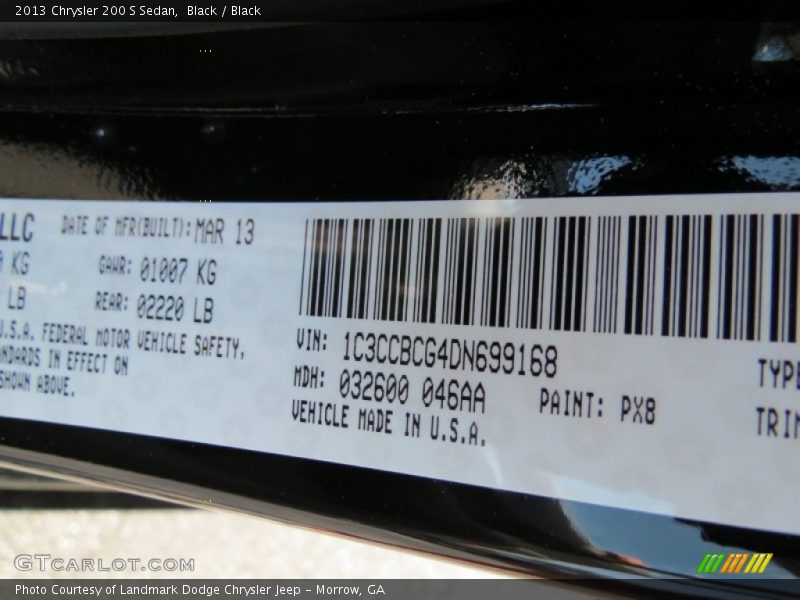 2013 Chrysler 200 S Sedan, Black / Black
LLC DATE OF MFR(BUILT): MAR 13
KG GAWR: 01007 KG
LB REAR: 02220 LB
U.S.A. FEDERAL MOTOR VEHICLE SAFETY,
IN EFFECT ON
SHOWN ABOVE.
VIN: 1C3CCBCG4DN699168
MDH: 032600 046AA
PAINT: PX8
VEHICLE MADE IN U.S.A.
TYPE
TRIM
GTCARLOT.COM
Photo Courtesy of Landmark Dodge Chrysler Jeep – Morrow, GA